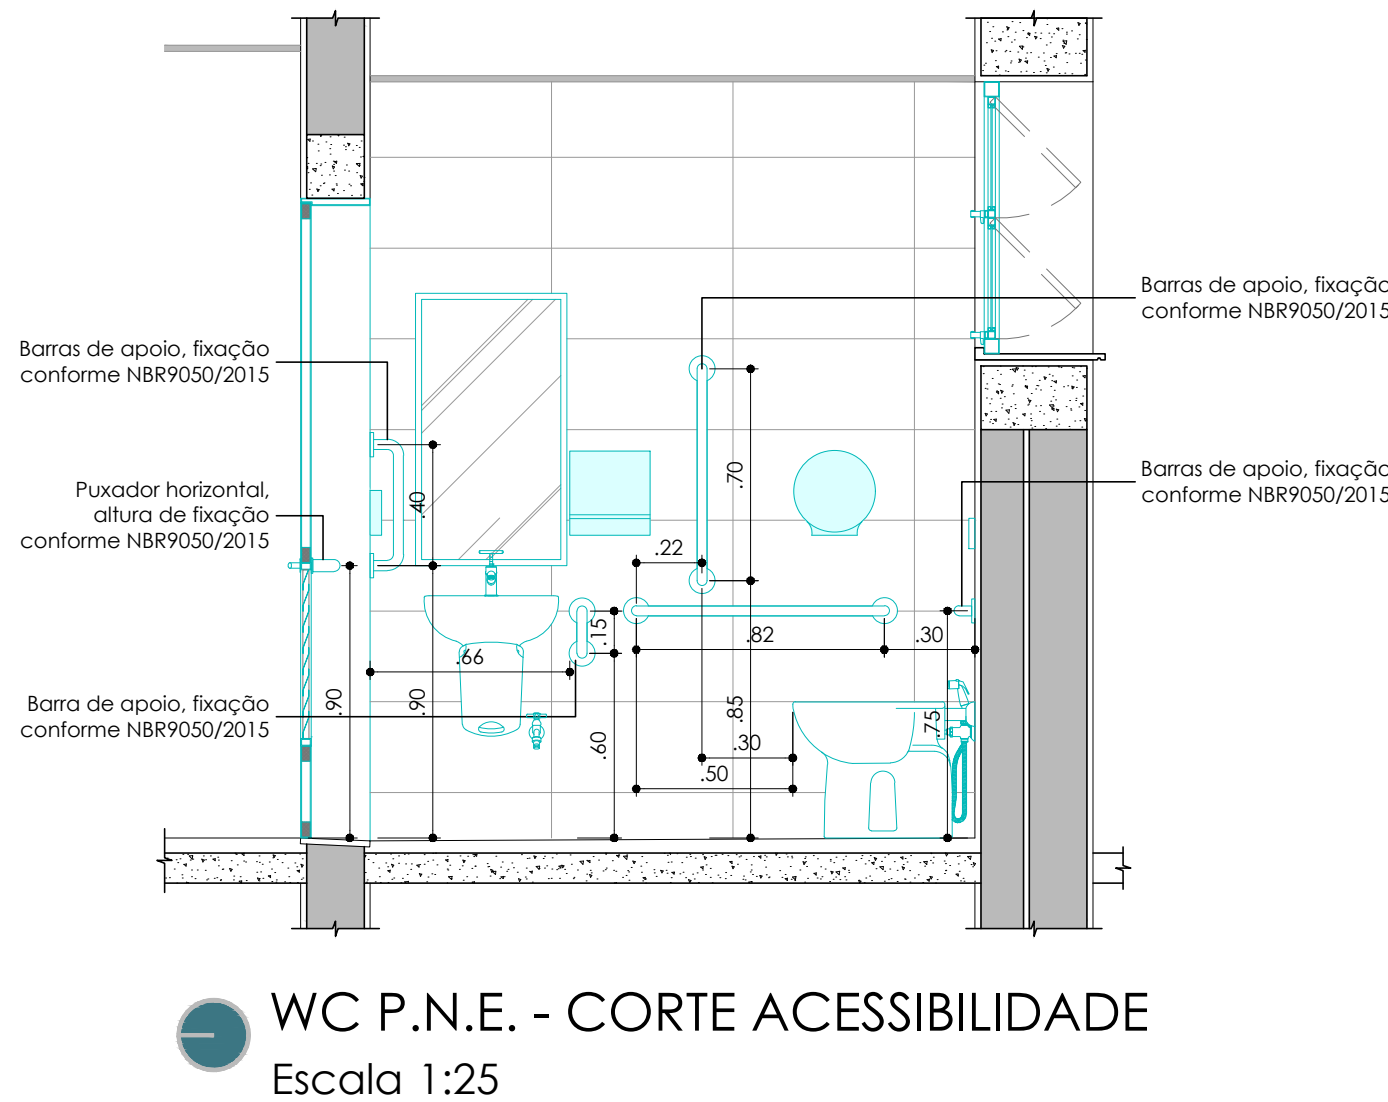 Barras de apoio, fixação
conforme NBR9050/2015
Barras de apoio, fixação
conforme NBR9050/2015
Puxador horizontal,
altura de fixação
conforme NBR9050/2015
Barras de apoio, fixação
conforme NBR9050/2015
Barra de apoio, fixação
conforme NBR9050/2015
.70
.40
.22
.15
.82
.30
.66
.90
.90
.85
.75
.60
.30
.50
WC P.N.E. - CORTE ACESSIBILIDADE
Escala 1:25